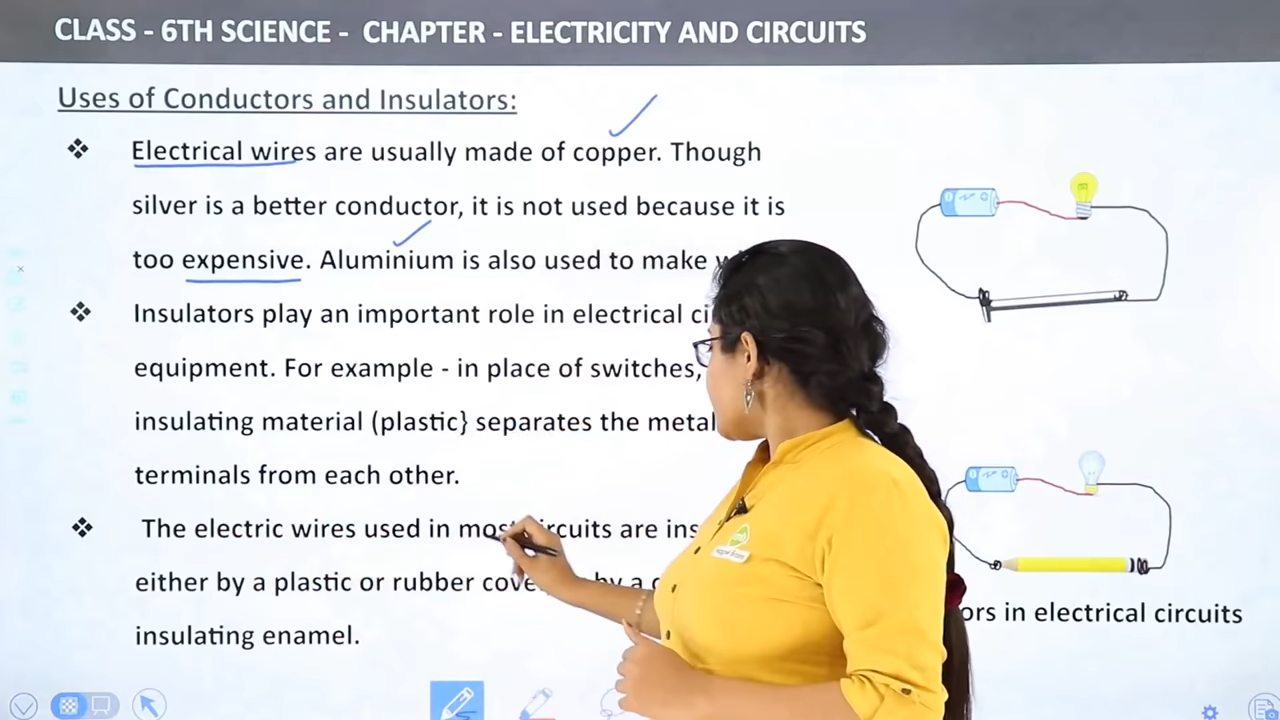 CLASS - 6TH SCIENCE - CHAPTER - ELECTRICITY AND CIRCUITS
Uses of Conductors and Insulators:
❖ Electrical wires are usually made of copper. Though
silver is a better conductor, it is not used because it is
too expensive. Aluminium is also used to make
❖ Insulators play an important role in electrical
equipment. For example - in place of switches,
insulating material (plastic} separates the metal
terminals from each other.
❖ The electric wires used in most circuits are
either by a plastic or rubber by a
insulating enamel.
in electrical circuits